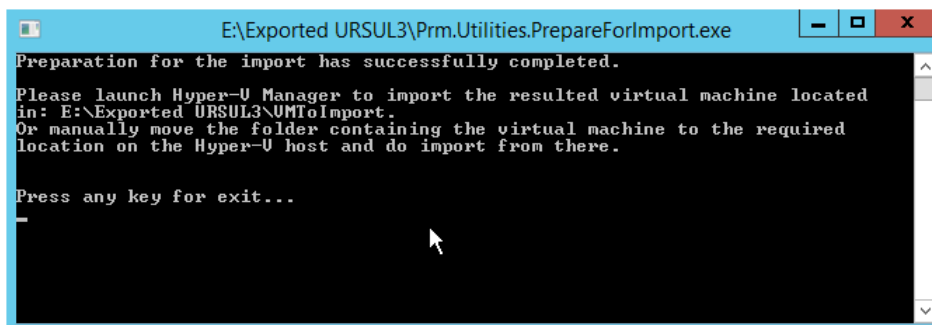 E:\Exported URSUL3\Prm.Utilities.PrepareForImport.exe
Preparation for the import has successfully completed.
Please launch Hyper-V Manager to import the resulted virtual machine located
in: E:\Exported URSUL3\VMToImport.
Or manually move the folder containing the virtual machine to the required
location on the Hyper-V host and do import from there.
Press any key for exit...